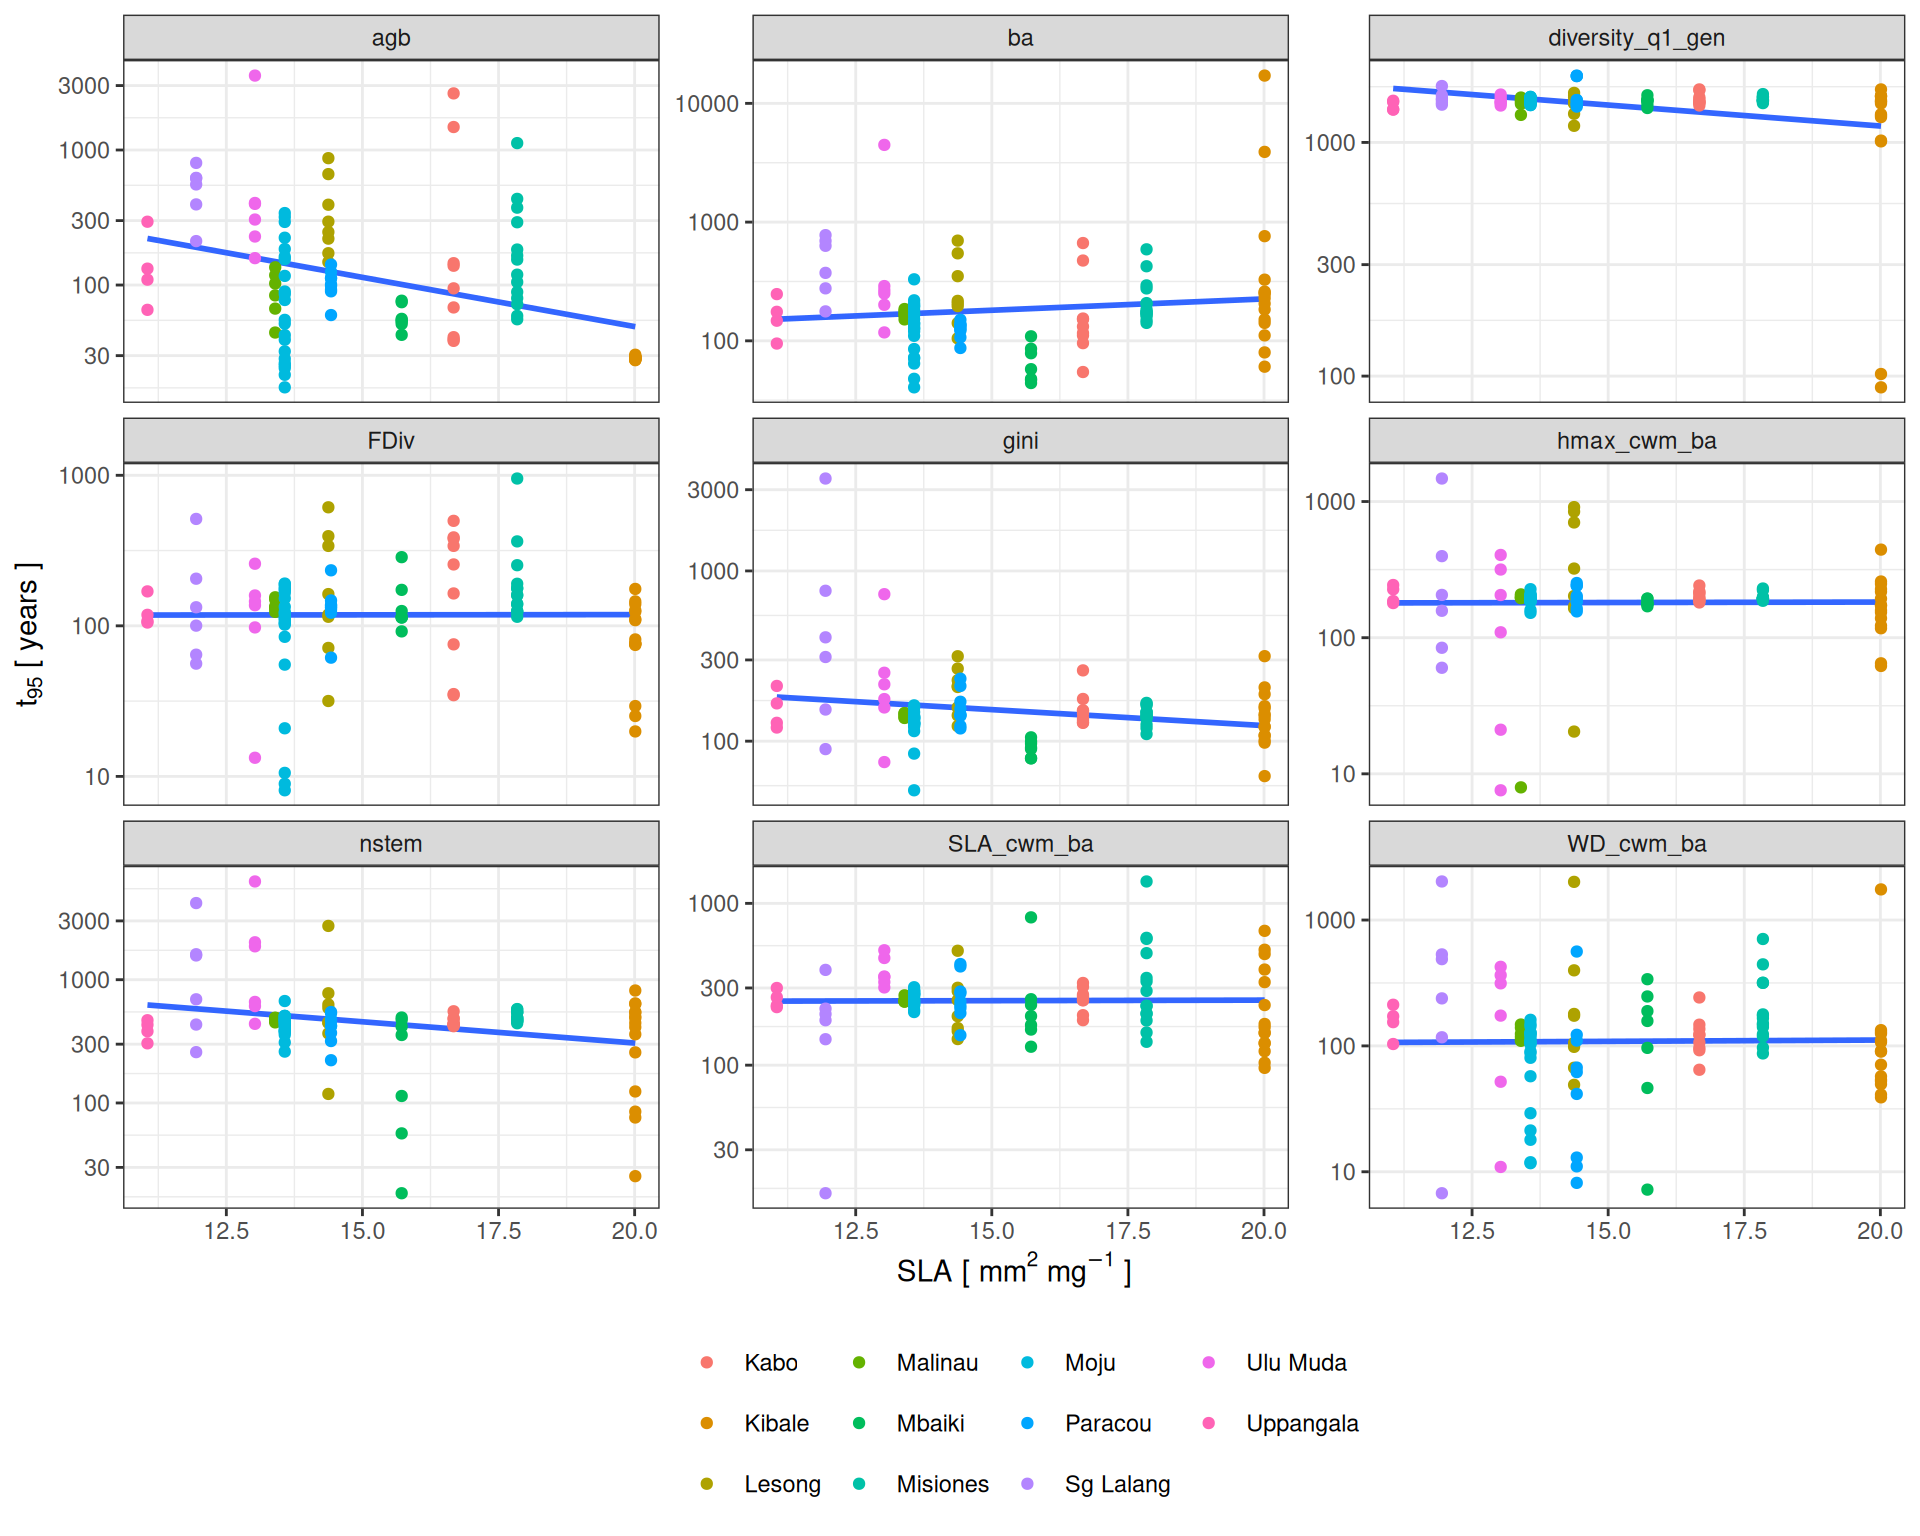 agb
ba
diversity_q1_gen
3000
1000
300
100
30
10000
1000
100
1000
300
100
FDiv
gini
hmax_cwm_ba
1000
100
10
3000
1000
300
100
1000
100
10
t95 [ years ]
nstem
SLA_cwm_ba
WD_cwm_ba
3000
1000
300
100
30
1000
300
100
30
1000
100
10
12.5 15.0 17.5 20.0
12.5 15.0 17.5 20.0
12.5 15.0 17.5 20.0
SLA [ mm² mg⁻¹ ]
Kabo Malinau Moju Ulu Muda
Kibale Mbaiki Paracou Uppangala
Lesong Misiones Sg Lalang